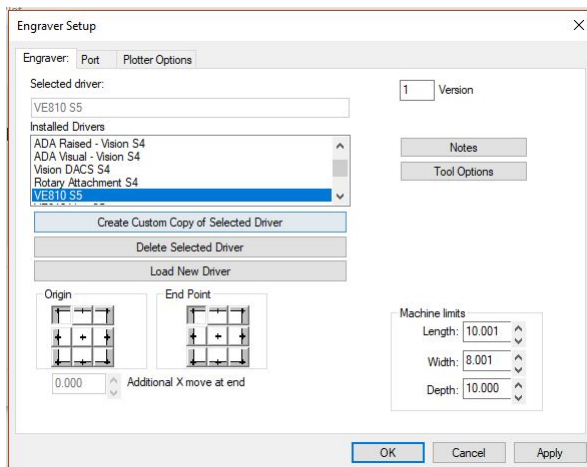 Engraver Setup
Engraver: Port Plotter Options
Selected driver:
VE810 S5
1 Version
Installed Drivers
ADA Raised - Vision S4
ADA Visual - Vision S4
Vision DACS S4
Rotary Attachment S4
VE810 S5
Notes
Tool Options
Create Custom Copy of Selected Driver
Delete Selected Driver
Load New Driver
Origin
End Point
0.000 Additional X move at end
Machine limits
Length: 10.001
Width: 8.001
Depth: 10.000
OK Cancel Apply